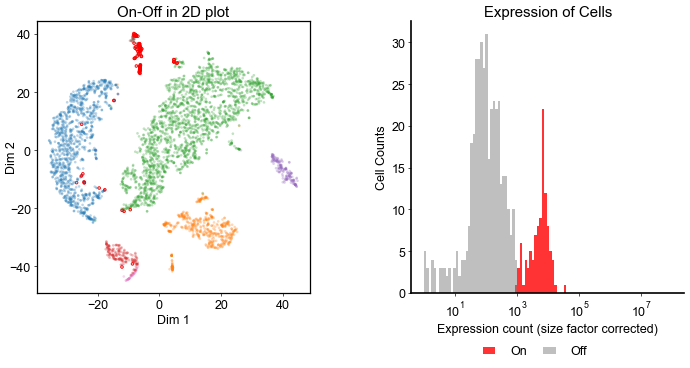 On-Off in 2D plot
40
20
0
−20
−40
Dim 2
−20
0
20
40
Dim 1
Expression of Cells
30
25
20
15
10
5
0
Cell Counts
10^1
10^3
10^5
10^7
Expression count (size factor corrected)
On
Off